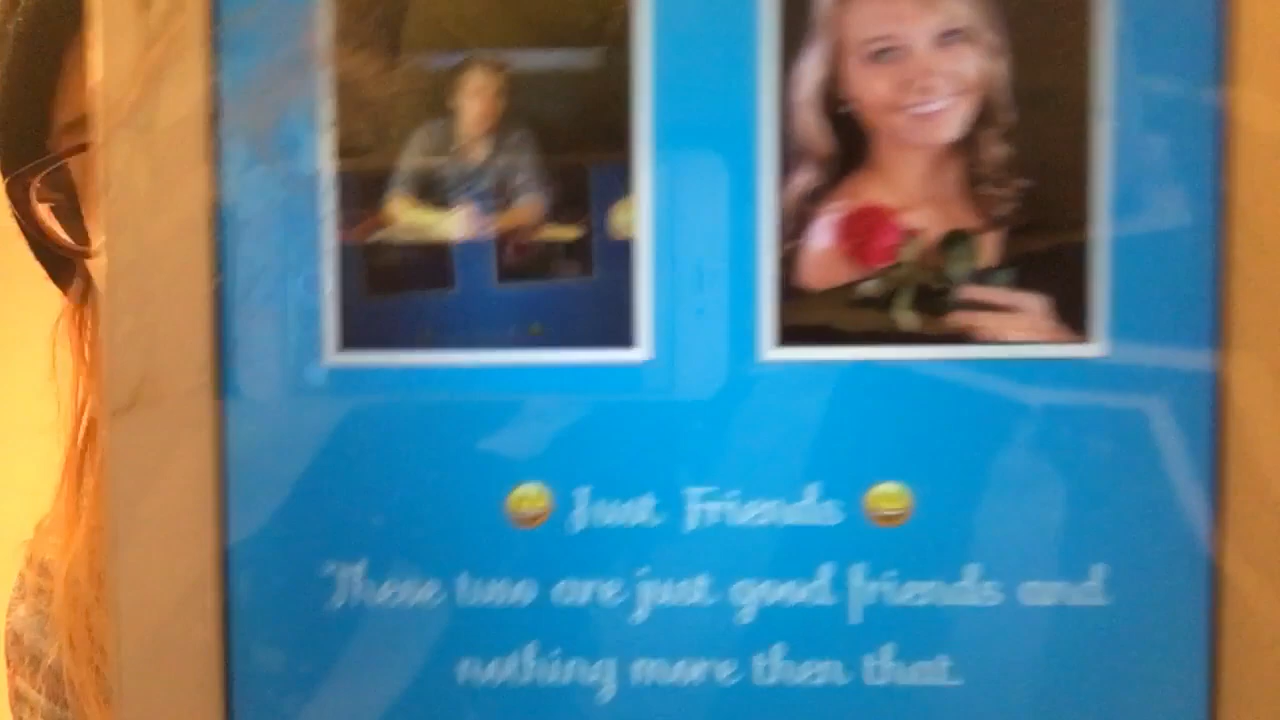 😄 Just Friends 😄
These two are just good friends and
nothing more then that.